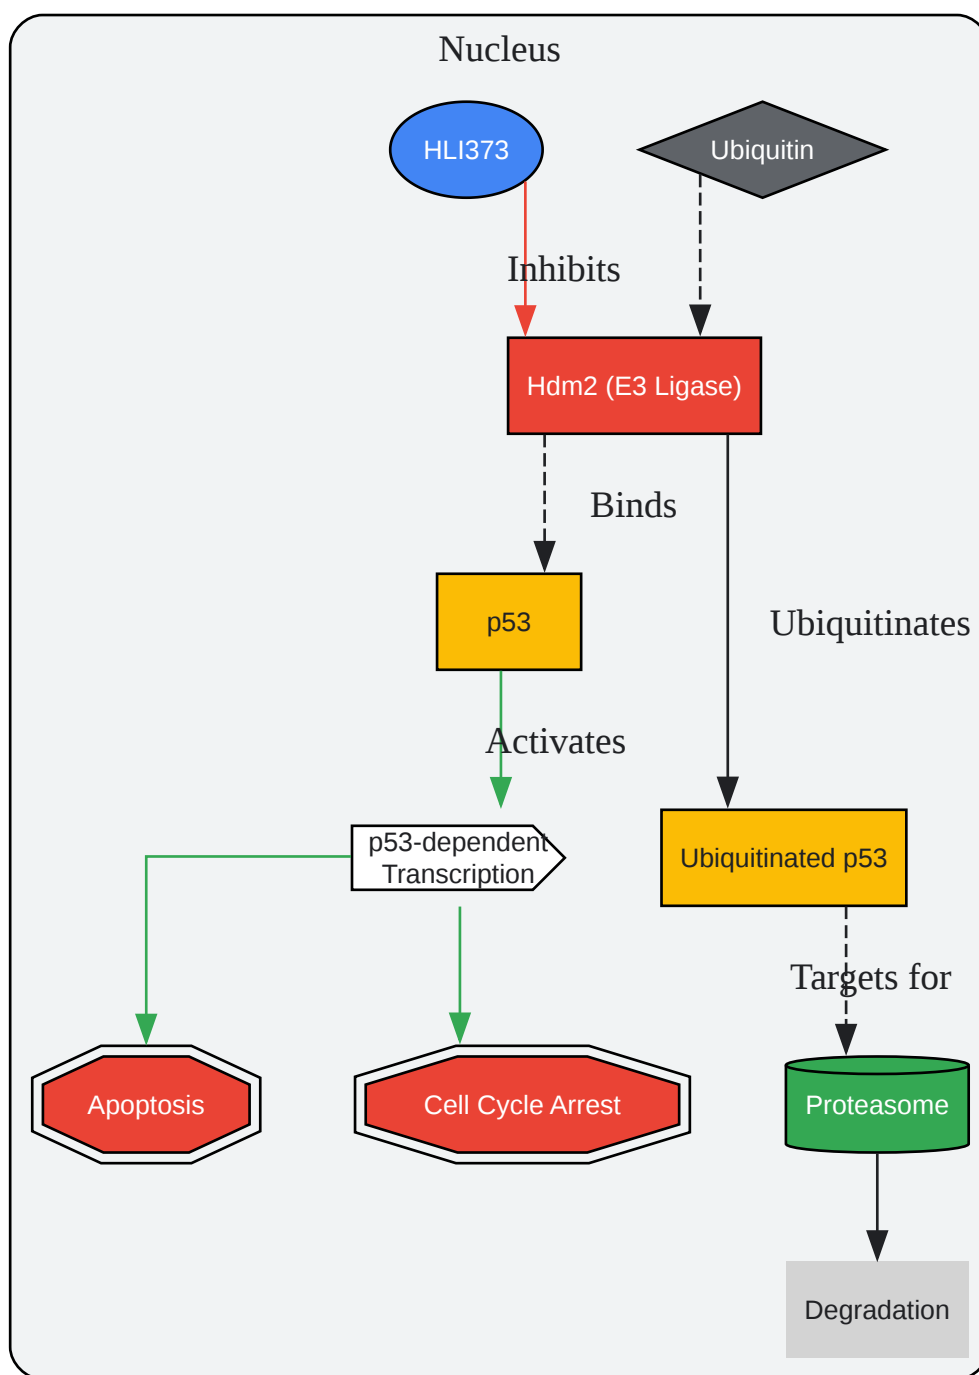 Nucleus
HLI373
Ubiquitin
Inhibits
Hdm2 (E3 Ligase)
Binds
p53
Ubiquitinates
Activates
p53-dependent
Transcription
Ubiquitinated p53
Targets for
Apoptosis
Cell Cycle Arrest
Proteasome
Degradation